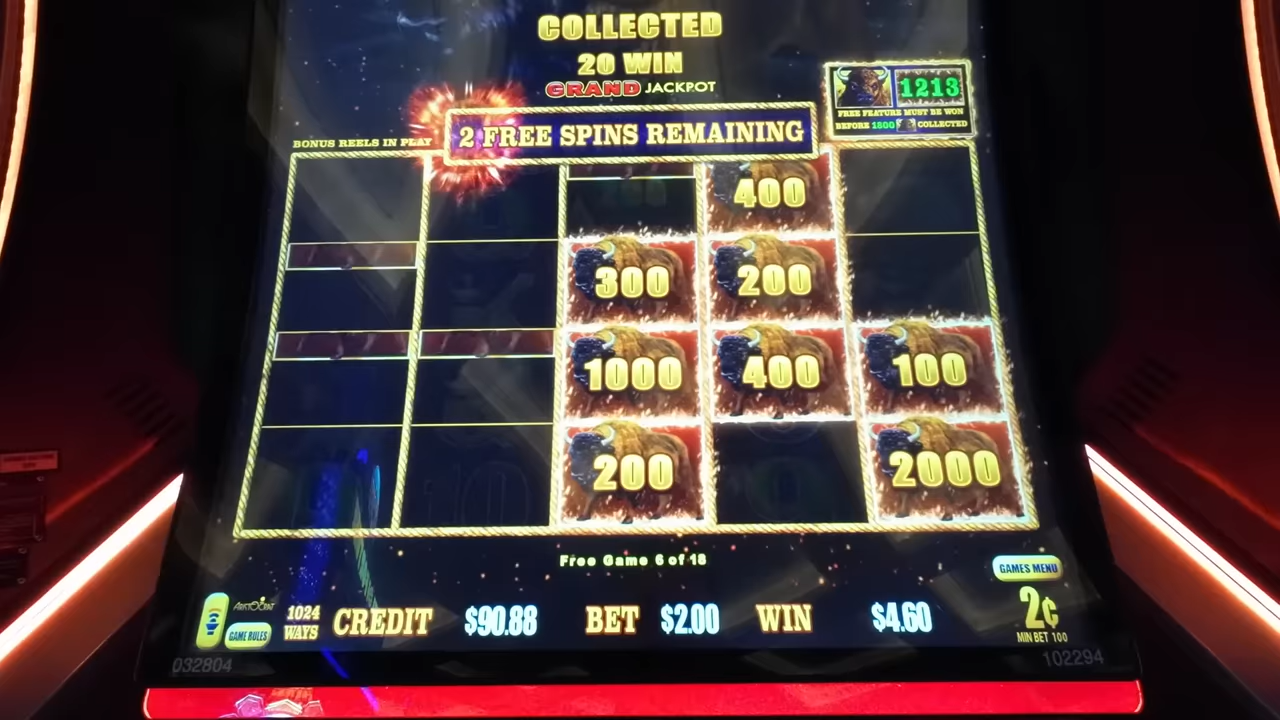 COLLECTED
20 WIN
GRAND JACKPOT
1213
FREE FEATURE MUST BE WON
BEFORE 1800 COLLECTED
2 FREE SPINS REMAINING
BONUS REELS IN PLAY
400
300
200
1000
400
100
200
2000
Free Game 6 of 18
GAMES MENU
ARISTOCRAT
GAME RULES
1024
WAYS
CREDIT
$90.88
BET
$2.00
WIN
$4.60
2¢
MIN BET 100
032804
102294